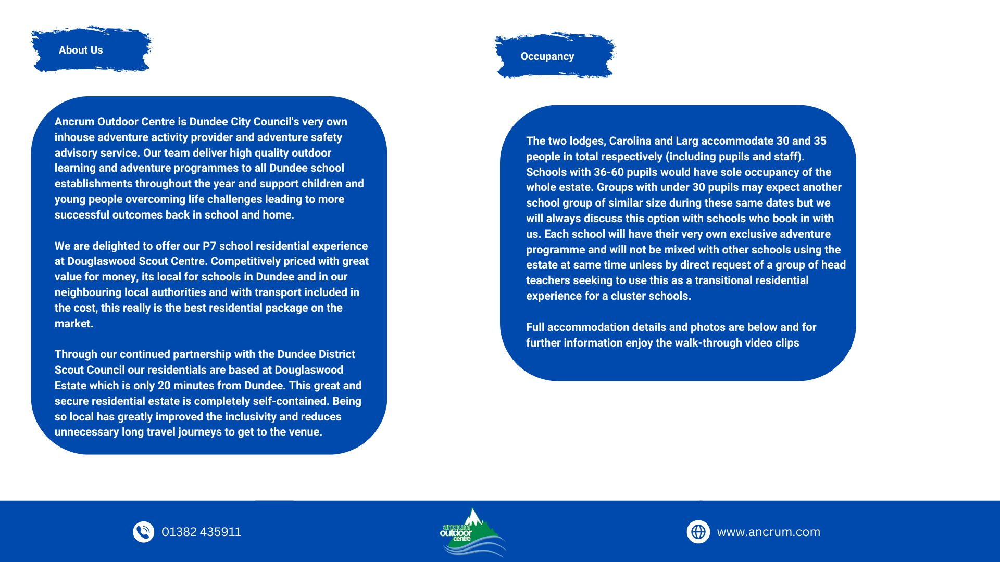 About Us
Ancrum Outdoor Centre is Dundee City Council's very own
inhouse adventure activity provider and adventure safety
advisory service. Our team deliver high quality outdoor
learning and adventure programmes to all Dundee school
establishments throughout the year and support children and
young people overcoming life challenges leading to more
successful outcomes back in school and home.
We are delighted to offer our P7 school residential experience
at Douglaswood Scout Centre. Competitively priced with great
value for money, its local for schools in Dundee and in our
neighbouring local authorities and with transport included in
the cost, this really is the best residential package on the
market.
Through our continued partnership with the Dundee District
Scout Council our residentials are based at Douglaswood
Estate which is only 20 minutes from Dundee. This great and
secure residential estate is completely self-contained. Being
so local has greatly improved the inclusivity and reduces
unnecessary long travel journeys to get to the venue.
Occupancy
The two lodges, Carolina and Larg accommodate 30 and 35
people in total respectively (including pupils and staff).
Schools with 36-60 pupils would have sole occupancy of the
whole estate. Groups with under 30 pupils may expect another
school group of similar size during these same dates but we
will always discuss this option with schools who book in with
us. Each school will have their very own exclusive adventure
programme and will not be mixed with other schools using the
estate at same time unless by direct request of a group of head
teachers seeking to use this as a transitional residential
experience for a cluster schools.
Full accommodation details and photos are below and for
further information enjoy the walk-through video clips
01382 435911
ancrum
outdoor
centre
www.ancrum.com